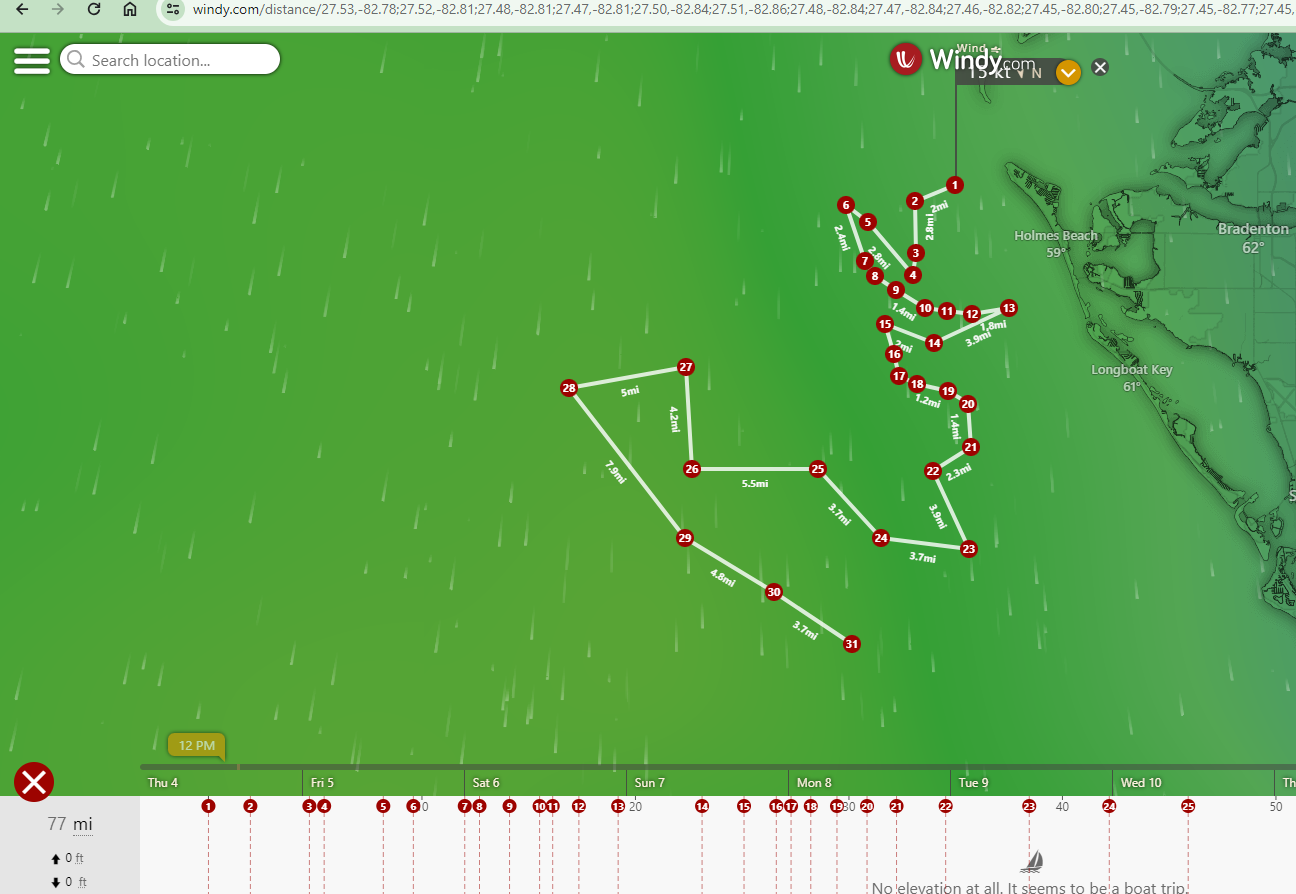 windy.com/distance/27.53,-82.78;27.52,-82.81;27.48,-82.81;27.47,-82.81;27.50,-82.84;27.51,-82.86;27.48,-82.84;27.47,-82.84;27.46,-82.82;27.45,-82.80;27.45,-82.79;27.45,-82.77;27.45,
Search location...
Windy.com
Wind
15 kt N
1
2mi
2
2.8mi
3
4
2.8mi
5
6
2.4mi
7
8
9
1.4mi
10
11
12
13
1.8mi
3.9mi
14
2mi
15
16
17
18
1.2mi
19
20
1.4mi
21
2.3mi
22
3.9mi
23
3.7mi
24
3.7mi
25
5.5mi
26
4.2mi
27
5mi
28
7.9mi
29
4.8mi
30
3.7mi
31
Holmes Beach
59°
Bradenton
62°
Longboat Key
61°
S
12 PM
Thu 4 Fri 5 Sat 6 Sun 7 Mon 8 Tue 9 Wed 10 Th
1 2 3 4 5 6 0 7 8 9 10 11 12 13 20 14 15 16 17 18 19 30 20 21 22 23 40 24 25 50
77 mi
0 ft
0 ft
No elevation at all. It seems to be a boat trip.